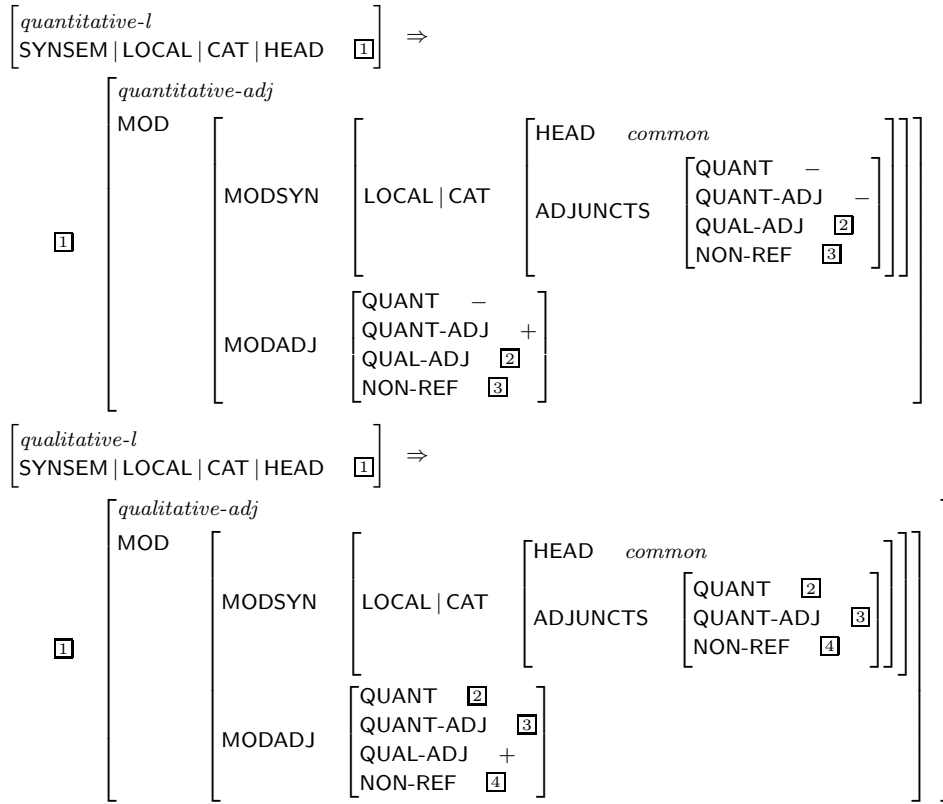 quantitative-l
SYNSEM | LOCAL | CAT | HEAD 1 ⇒
quantitative-adj
MOD
HEAD common
QUANT −
MODSYN LOCAL | CAT ADJUNCTS QUANT-ADJ −
QUAL-ADJ 2
NON-REF 3
1
QUANT −
QUANT-ADJ +
MODADJ
QUAL-ADJ 2
NON-REF 3
qualitative-l
SYNSEM | LOCAL | CAT | HEAD 1 ⇒
qualitative-adj
MOD
HEAD common
QUANT 2
MODSYN LOCAL | CAT ADJUNCTS QUANT-ADJ 3
NON-REF 4
1
QUANT 2
QUANT-ADJ 3
MODADJ
QUAL-ADJ +
NON-REF 4